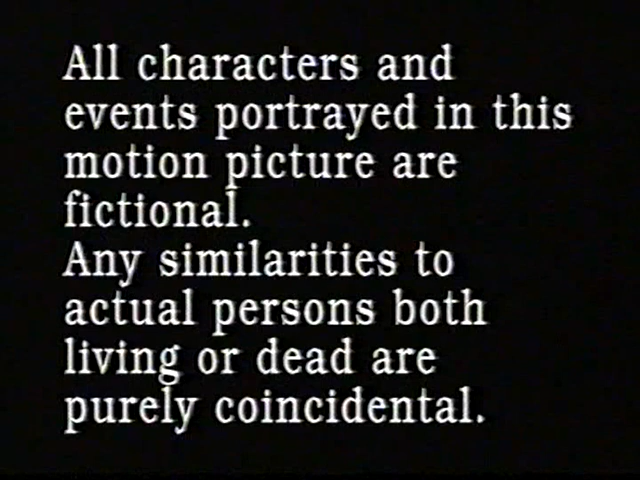 All characters and
events portrayed in this
motion picture are
fictional.
Any similarities to
actual persons both
living or dead are
purely coincidental.